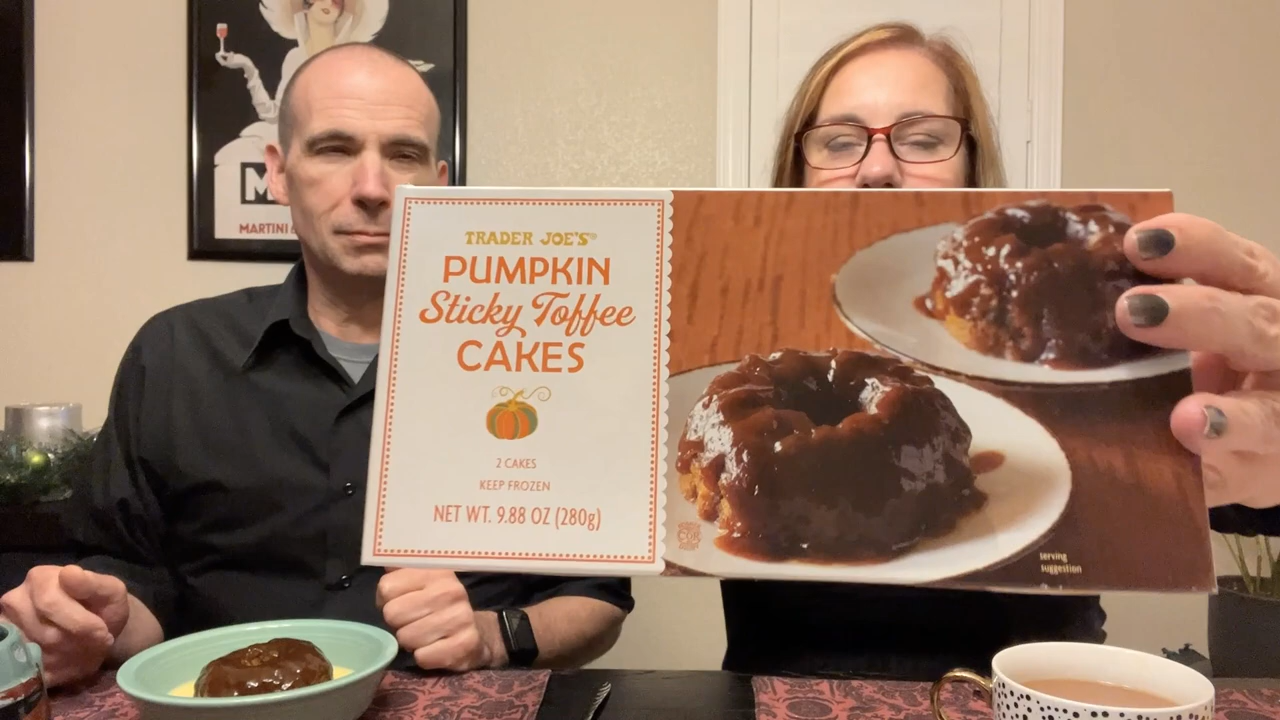 M
MARTINI &
TRADER JOE'S®
PUMPKIN
Sticky Toffee
CAKES
2 CAKES
KEEP FROZEN
NET WT. 9.88 OZ (280g)
serving
suggestion